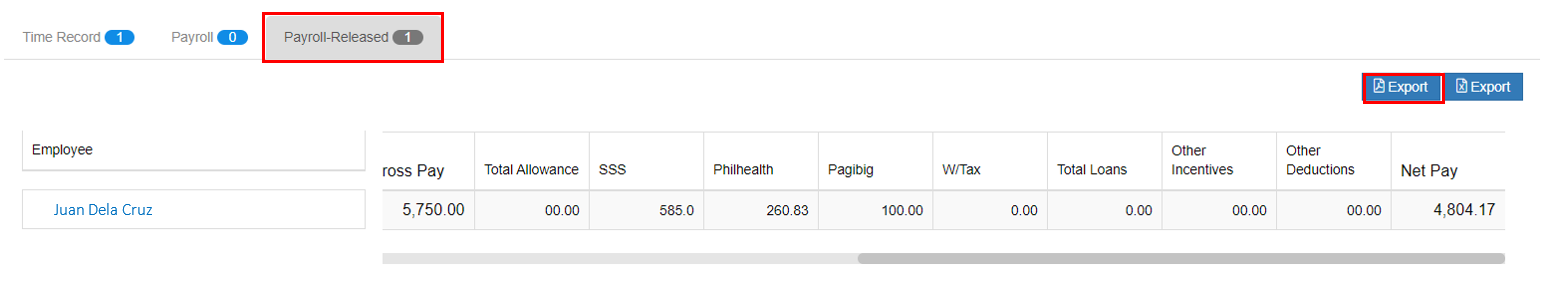 Time Record 1 Payroll 0 Payroll-Released 1
Export Export
Employee ross Pay Total Allowance SSS Philhealth Pagibig W/Tax Total Loans Other Incentives Other Deductions Net Pay
Juan Dela Cruz 5,750.00 00.00 585.0 260.83 100.00 0.00 0.00 00.00 00.00 4,804.17